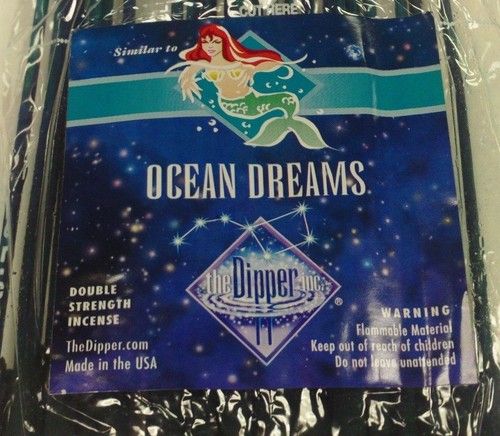 CUT HERE
Similar to
OCEAN DREAMS
the Dipper inc.
®
DOUBLE
STRENGTH
INCENSE
TheDipper.com
Made in the USA
WARNING
Flammable Material
Keep out of reach of children
Do not leave unattended